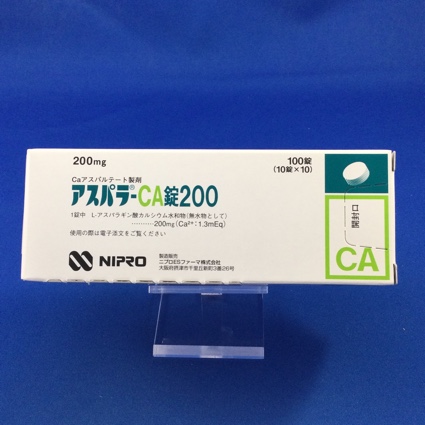 200mg
100錠
(10錠×10)
Caアスパルテート製剤
アスパラ®-CA錠200
1錠中 L-アスパラギン酸カルシウム水和物(無水物として)
………200mg(Ca²⁺:1.3mEq)
使用の際は電子添文をご覧ください
開封口
CA
NIPRO
製造販売
ニプロESファーマ株式会社
大阪府摂津市千里丘新町3番26号